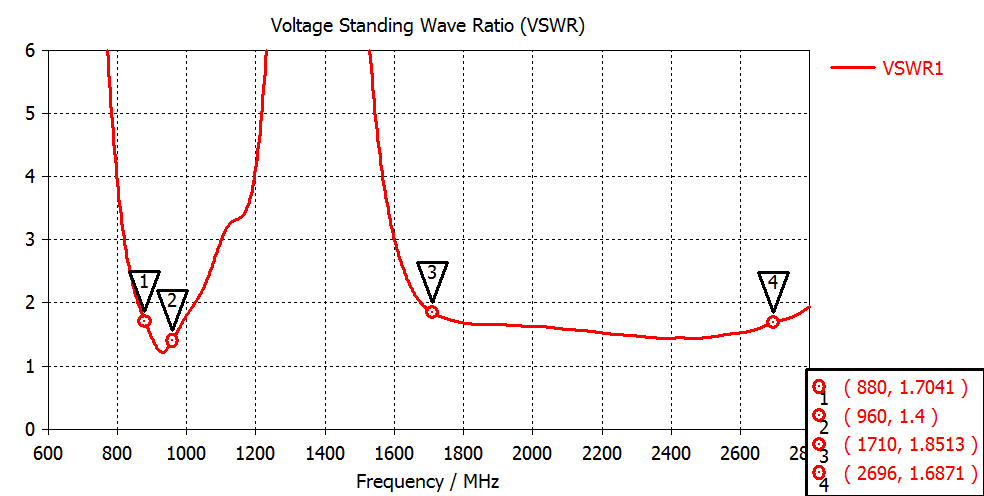 Voltage Standing Wave Ratio (VSWR)
6
5
4
3
2
1
0
1
2
3
4
VSWR1
600 800 1000 1200 1400 1600 1800 2000 2200 2400 2600
Frequency / MHz
1 ( 880, 1.7041 )
2 ( 960, 1.4 )
3 ( 1710, 1.8513 )
4 ( 2696, 1.6871 )